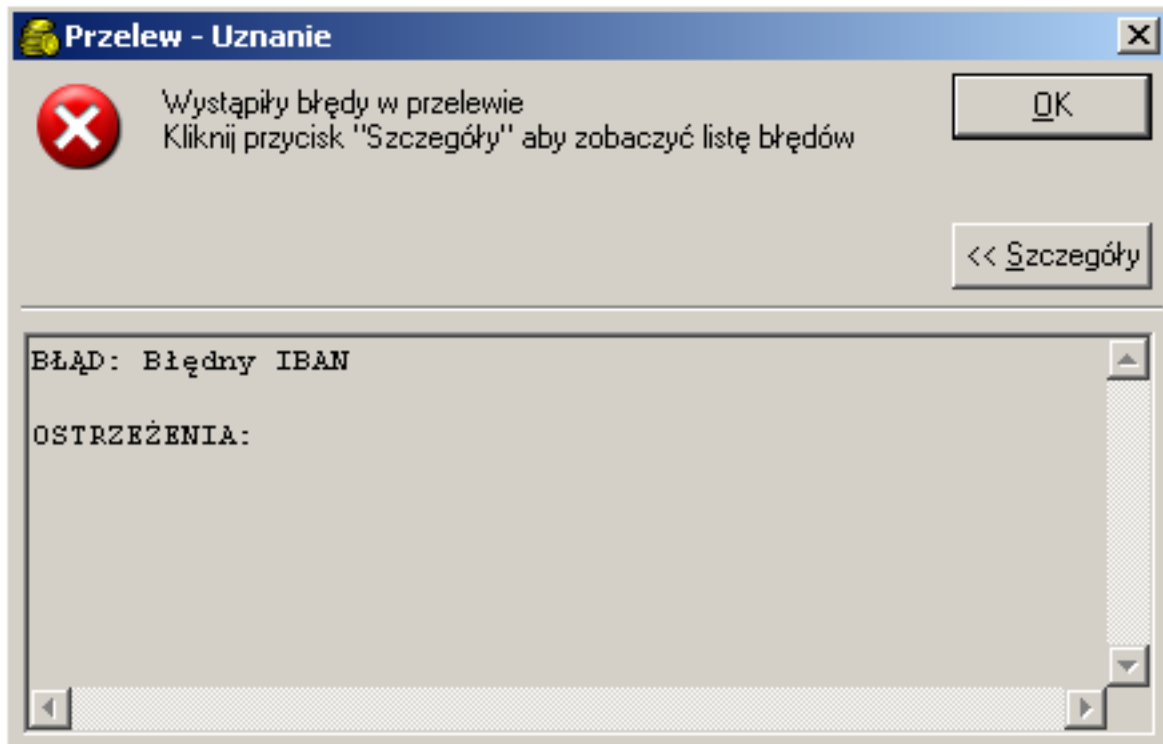 Przelew - Uznanie
Wystąpiły błędy w przelewie
Kliknij przycisk "Szczegóły" aby zobaczyć listę błędów
OK
<< Szczegóły
BŁĄD: Błędny IBAN
OSTRZEŻENIA: